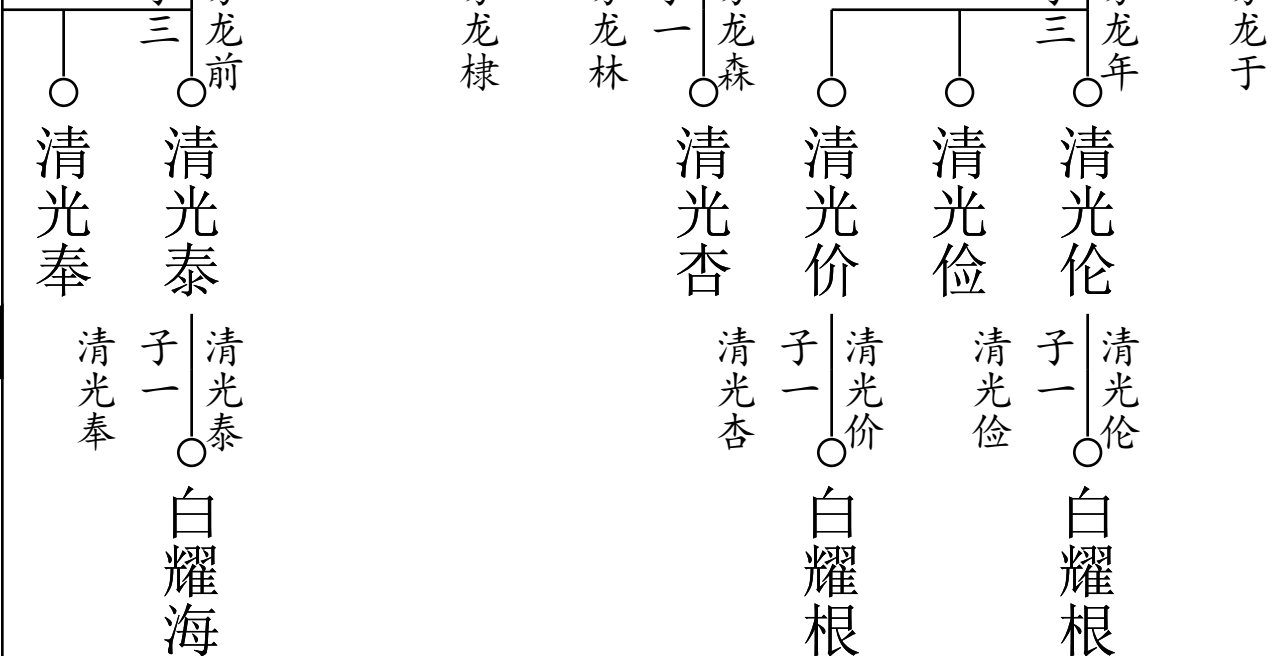 龙于
龙年
三
龙森
一
龙林
龙棣
龙前
三
清光伦
清光俭
清光价
清光杏
清光泰
清光奉
清光伦
子一
清光俭
清光价
子一
清光杏
清光泰
子一
清光奉
白耀根
白耀根
白耀海